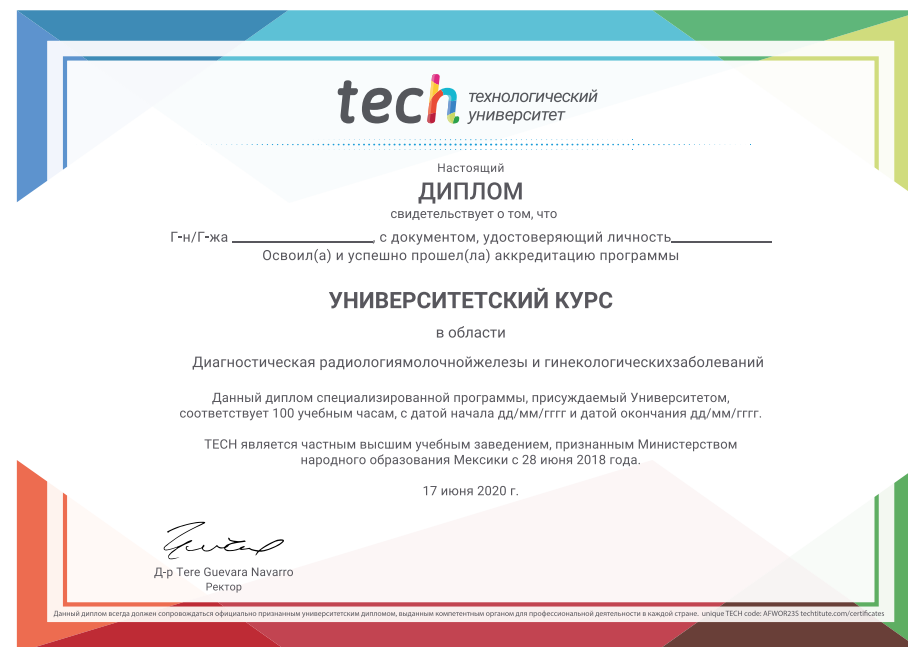 tech технологический
университет
Настоящий
ДИПЛОМ
свидетельствует о том, что
Г-н/Г-жа ____________________, с документом, удостоверяющий личность______________
Освоил(а) и успешно прошел(ла) аккредитацию программы
УНИВЕРСИТЕТСКИЙ КУРС
в области
Диагностическая радиологиямолочнойжелезы и гинекологическихзаболеваний
Данный диплом специализированной программы, присуждаемый Университетом,
соответствует 100 учебным часам, с датой начала дд/мм/гггг и датой окончания дд/мм/гггг.
TECH является частным высшим учебным заведением, признанным Министерством
народного образования Мексики с 28 июня 2018 года.
17 июня 2020 г.
Д-р Tere Guevara Navarro
Ректор
Данный диплом всегда должен сопровождаться официально признанным университетским дипломом, выданным компетентным органом для профессиональной деятельности в каждой стране. unique TECH code: AFWOR23S techtitute.com/certificates